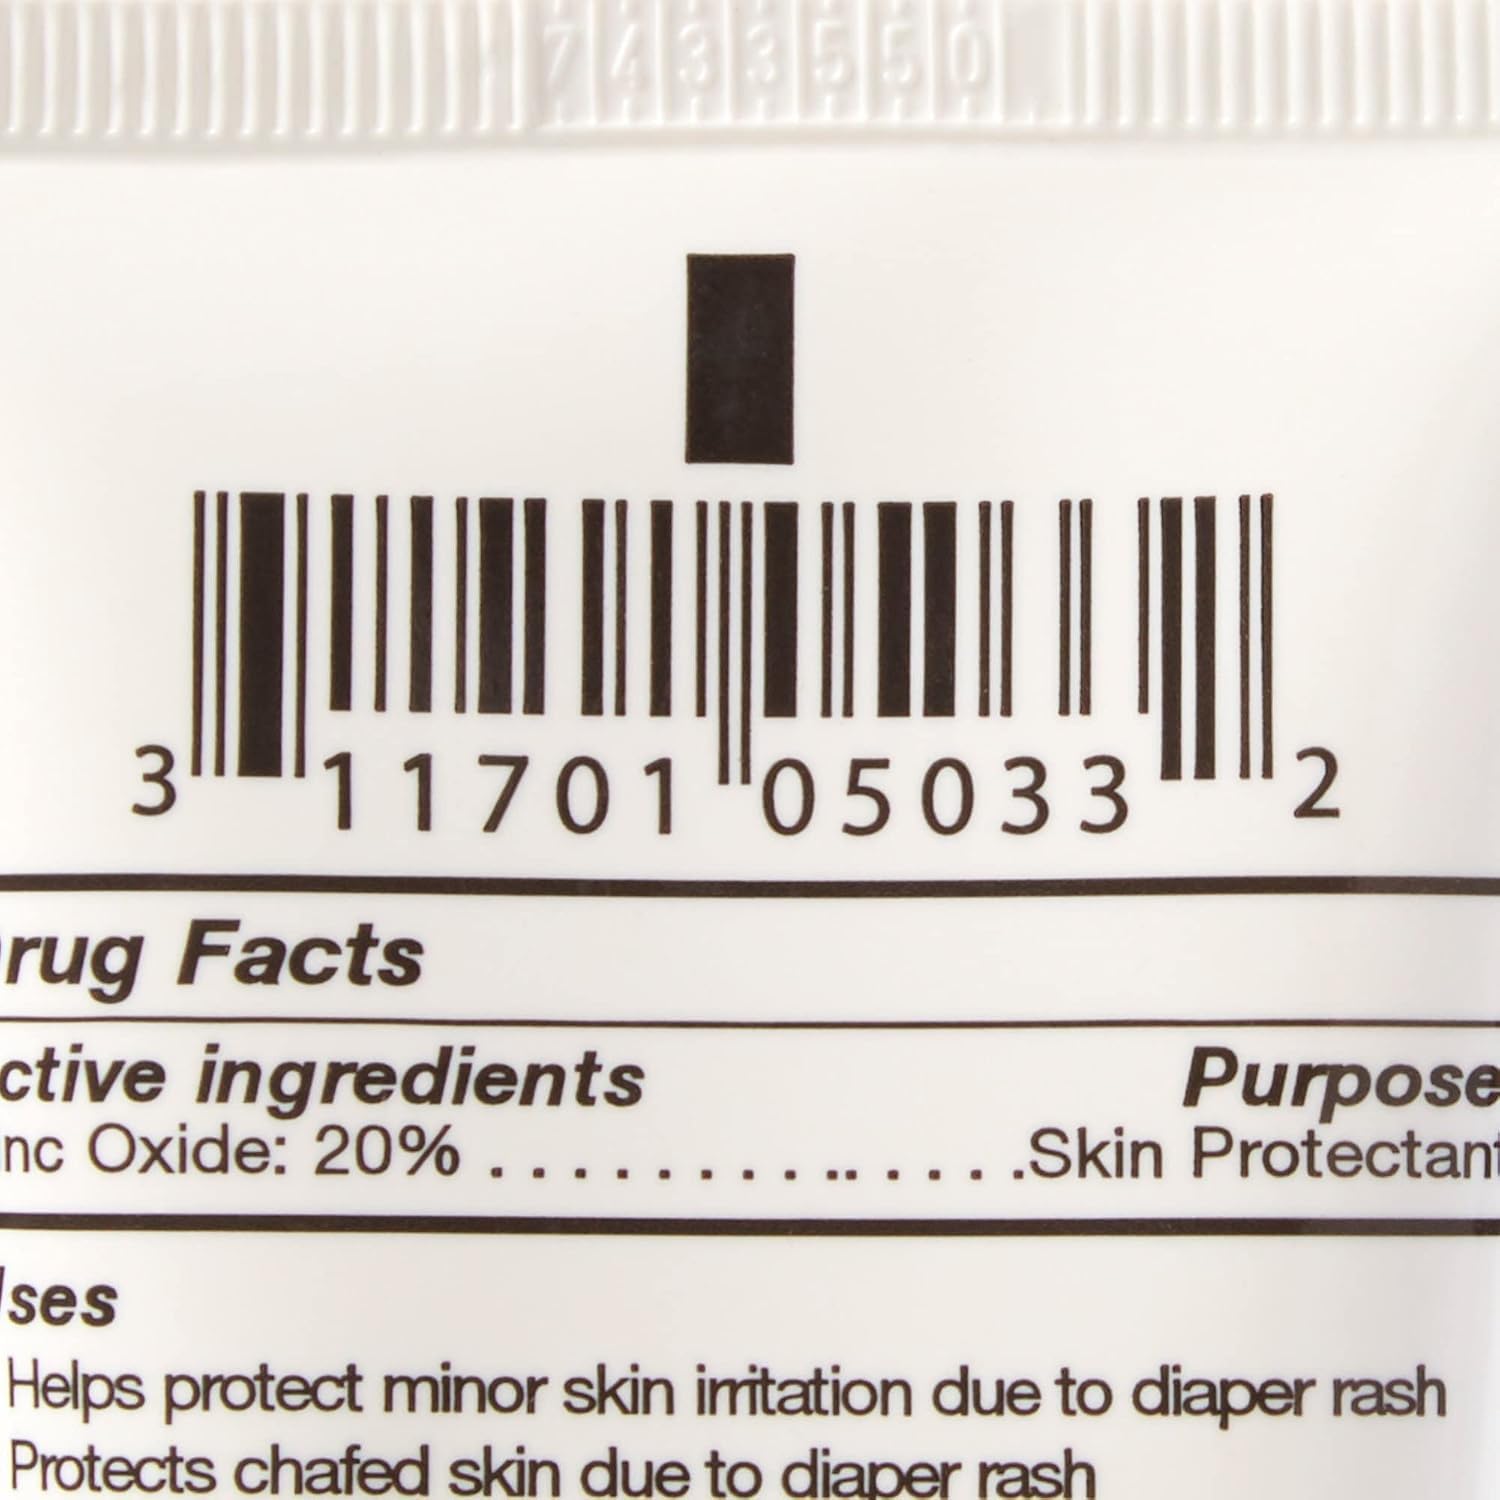 7433550
3 11701 05033 2
rug Facts
ctive ingredients Purpose
nc Oxide: 20% . . . . . . . . . .. . . . .Skin Protectant
ses
Helps protect minor skin irritation due to diaper rash
Protects chafed skin due to diaper rash